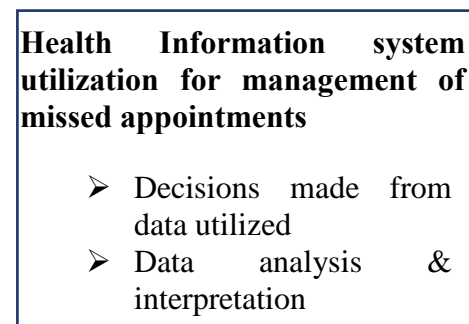 Health Information system
utilization for management of
missed appointments
➢ Decisions made from
data utilized
➢ Data analysis &
interpretation